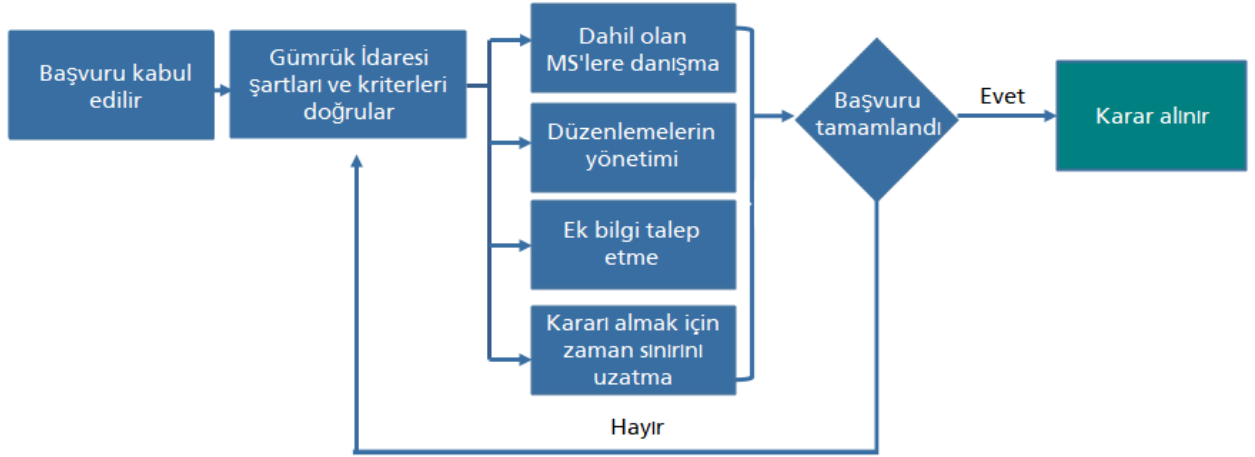 Başvuru kabul
edilir
Gümrük İdaresi
şartları ve kriterleri
doğrular
Dahil olan
MS'lere danışma
Düzenlemelerin
yönetimi
Ek bilgi talep
etme
Kararı almak için
zaman sınırını
uzatma
Başvuru
tamamlandı
Evet
Karar alınır
Hayır